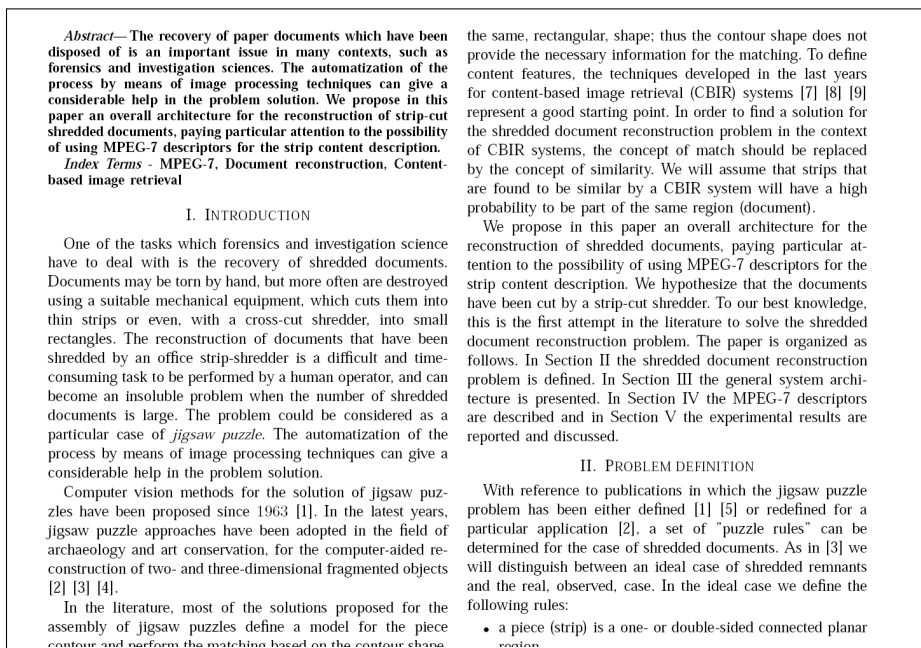 Abstract— The recovery of paper documents which have been
disposed of is an important issue in many contexts, such as
forensics and investigation sciences. The automatization of the
process by means of image processing techniques can give a
considerable help in the problem solution. We propose in this
paper an overall architecture for the reconstruction of strip-cut
shredded documents, paying particular attention to the possibility
of using MPEG-7 descriptors for the strip content description.
Index Terms - MPEG-7, Document reconstruction, Content-
based image retrieval
I. INTRODUCTION
One of the tasks which forensics and investigation science
have to deal with is the recovery of shredded documents.
Documents may be torn by hand, but more often are destroyed
using a suitable mechanical equipment, which cuts them into
thin strips or even, with a cross-cut shredder, into small
rectangles. The reconstruction of documents that have been
shredded by an office strip-shredder is a difficult and time-
consuming task to be performed by a human operator, and can
become an insoluble problem when the number of shredded
documents is large. The problem could be considered as a
particular case of jigsaw puzzle. The automatization of the
process by means of image processing techniques can give a
considerable help in the problem solution.
Computer vision methods for the solution of jigsaw puz-
zles have been proposed since 1963 [1]. In the latest years,
jigsaw puzzle approaches have been adopted in the field of
archaeology and art conservation, for the computer-aided re-
construction of two- and three-dimensional fragmented objects
[2] [3] [4].
In the literature, most of the solutions proposed for the
assembly of jigsaw puzzles define a model for the piece
contour and perform the matching based on the contour shape.
the same, rectangular, shape; thus the contour shape does not
provide the necessary information for the matching. To define
content features, the techniques developed in the last years
for content-based image retrieval (CBIR) systems [7] [8] [9]
represent a good starting point. In order to find a solution for
the shredded document reconstruction problem in the context
of CBIR systems, the concept of match should be replaced
by the concept of similarity. We will assume that strips that
are found to be similar by a CBIR system will have a high
probability to be part of the same region (document).
We propose in this paper an overall architecture for the
reconstruction of shredded documents, paying particular at-
tention to the possibility of using MPEG-7 descriptors for the
strip content description. We hypothesize that the documents
have been cut by a strip-cut shredder. To our best knowledge,
this is the first attempt in the literature to solve the shredded
document reconstruction problem. The paper is organized as
follows. In Section II the shredded document reconstruction
problem is defined. In Section III the general system archi-
tecture is presented. In Section IV the MPEG-7 descriptors
are described and in Section V the experimental results are
reported and discussed.
II. PROBLEM DEFINITION
With reference to publications in which the jigsaw puzzle
problem has been either defined [1] [5] or redefined for a
particular application [2], a set of "puzzle rules" can be
determined for the case of shredded documents. As in [3] we
will distinguish between an ideal case of shredded remnants
and the real, observed, case. In the ideal case we define the
following rules:
• a piece (strip) is a one- or double-sided connected planar
region